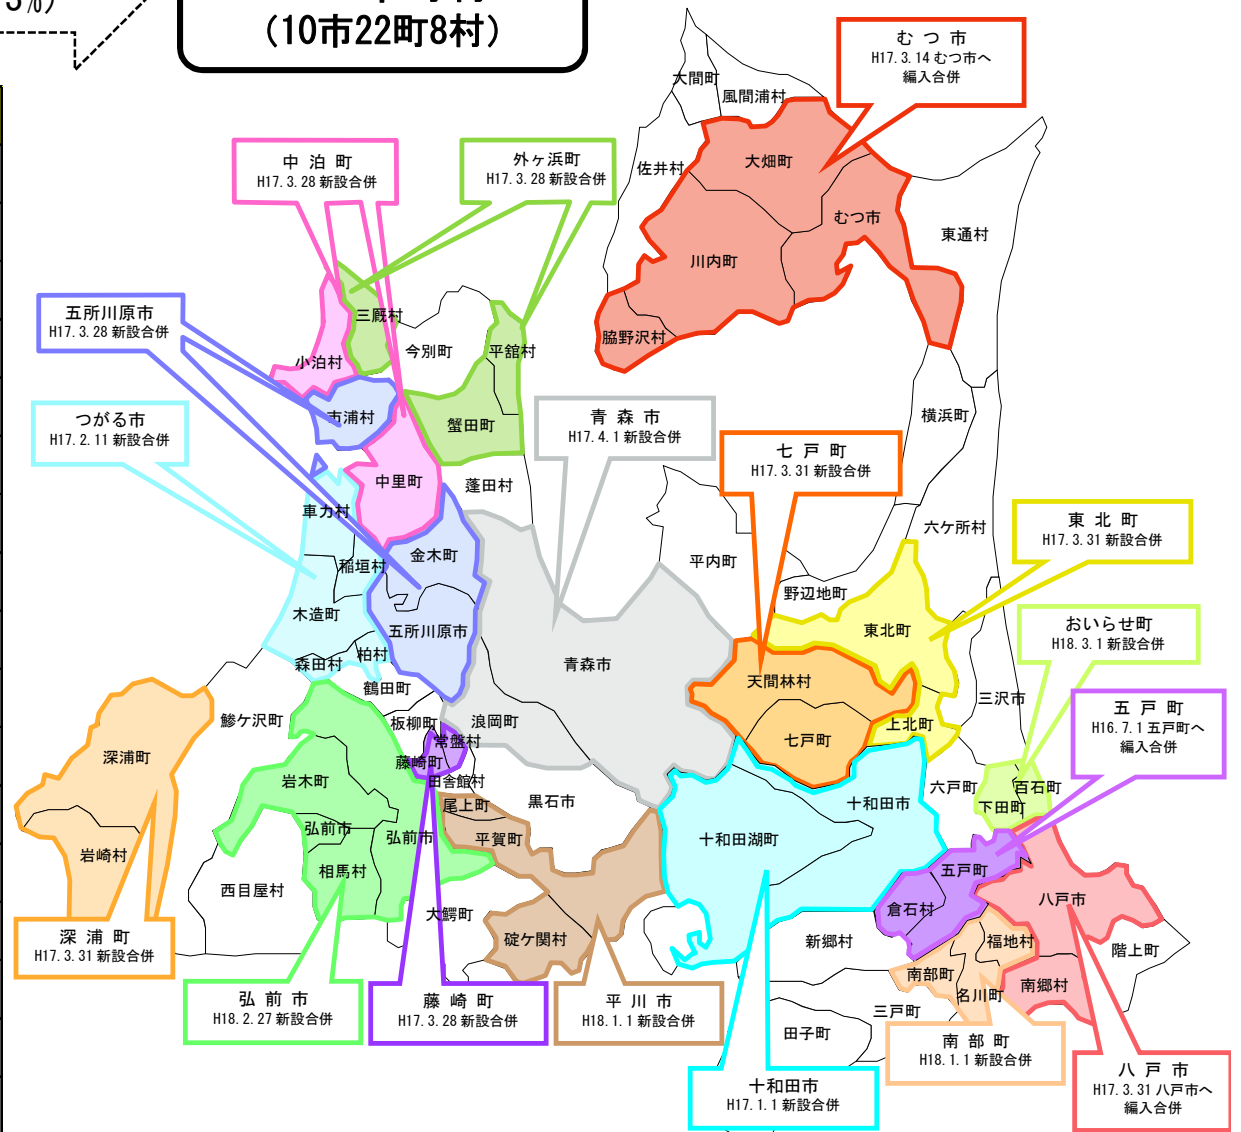 (10市22町8村)
むつ市
H17.3.14 むつ市へ
編入合併
大間町
風間浦村
佐井村
大畑町
むつ市
東通村
川内町
脇野沢村
横浜町
六ケ所村
中泊町
H17.3.28 新設合併
外ヶ浜町
H17.3.28 新設合併
五所川原市
H17.3.28 新設合併
三厩村
今別町
平舘村
小泊村
市浦村
蟹田町
つがる市
H17.2.11 新設合併
青森市
H17.4.1 新設合併
七戸町
H17.3.31 新設合併
中里町
蓬田村
車力村
金木町
稲垣村
平内町
野辺地町
東北町
H17.3.31 新設合併
木造町
五所川原市
東北町
おいらせ町
H18.3.1 新設合併
森田村
柏村
青森市
鶴田町
天間林村
三沢市
五戸町
H16.7.1 五戸町へ
編入合併
鰺ケ沢町
板柳町
浪岡町
上北町
深浦町
常盤村
七戸町
藤崎町
田舎館村
岩木町
尾上町
黒石市
十和田市
六戸町
百石町
下田町
弘前市
弘前市
平賀町
十和田湖町
岩崎村
相馬村
五戸町
西目屋村
大鰐町
倉石村
八戸市
碇ケ関村
新郷村
福地村
階上町
南部町
名川町
南郷村
三戸町
田子町
深浦町
H17.3.31 新設合併
弘前市
H18.2.27 新設合併
藤崎町
H17.3.28 新設合併
平川市
H18.1.1 新設合併
南部町
H18.1.1 新設合併
十和田市
H17.1.1 新設合併
八戸市
H17.3.31 八戸市へ
編入合併